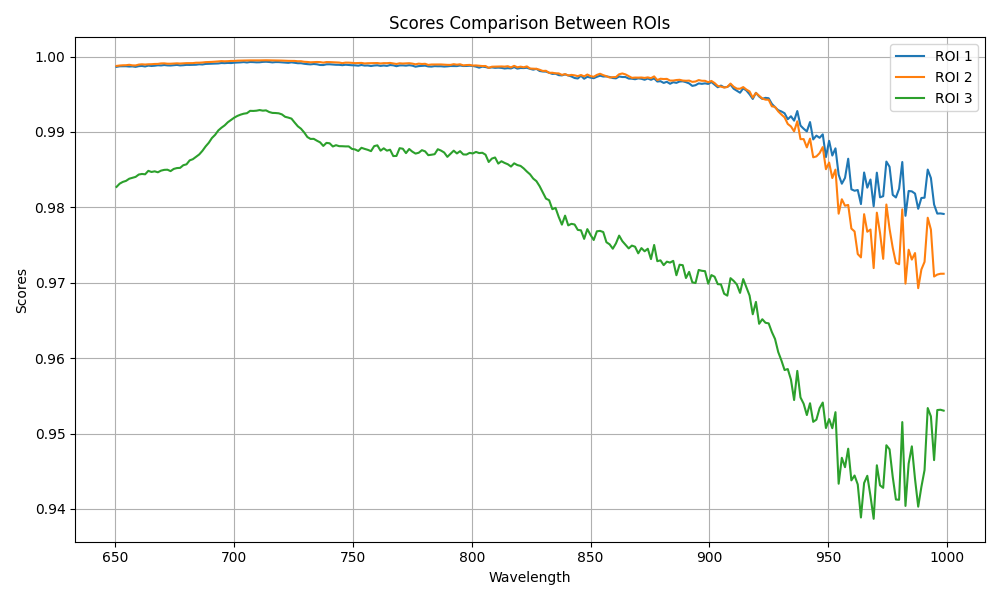 Scores Comparison Between ROIs
ROI 1
ROI 2
ROI 3
Scores
1.00
0.99
0.98
0.97
0.96
0.95
0.94
650 700 750 800 850 900 950 1000
Wavelength